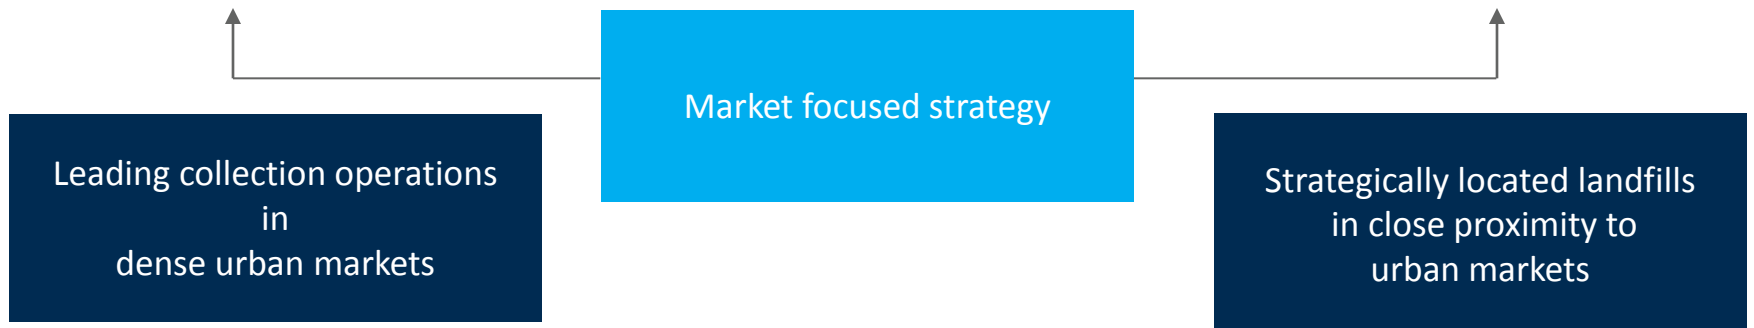 Market focused strategy
Leading collection operations
in
dense urban markets
Strategically located landfills
in close proximity to
urban markets